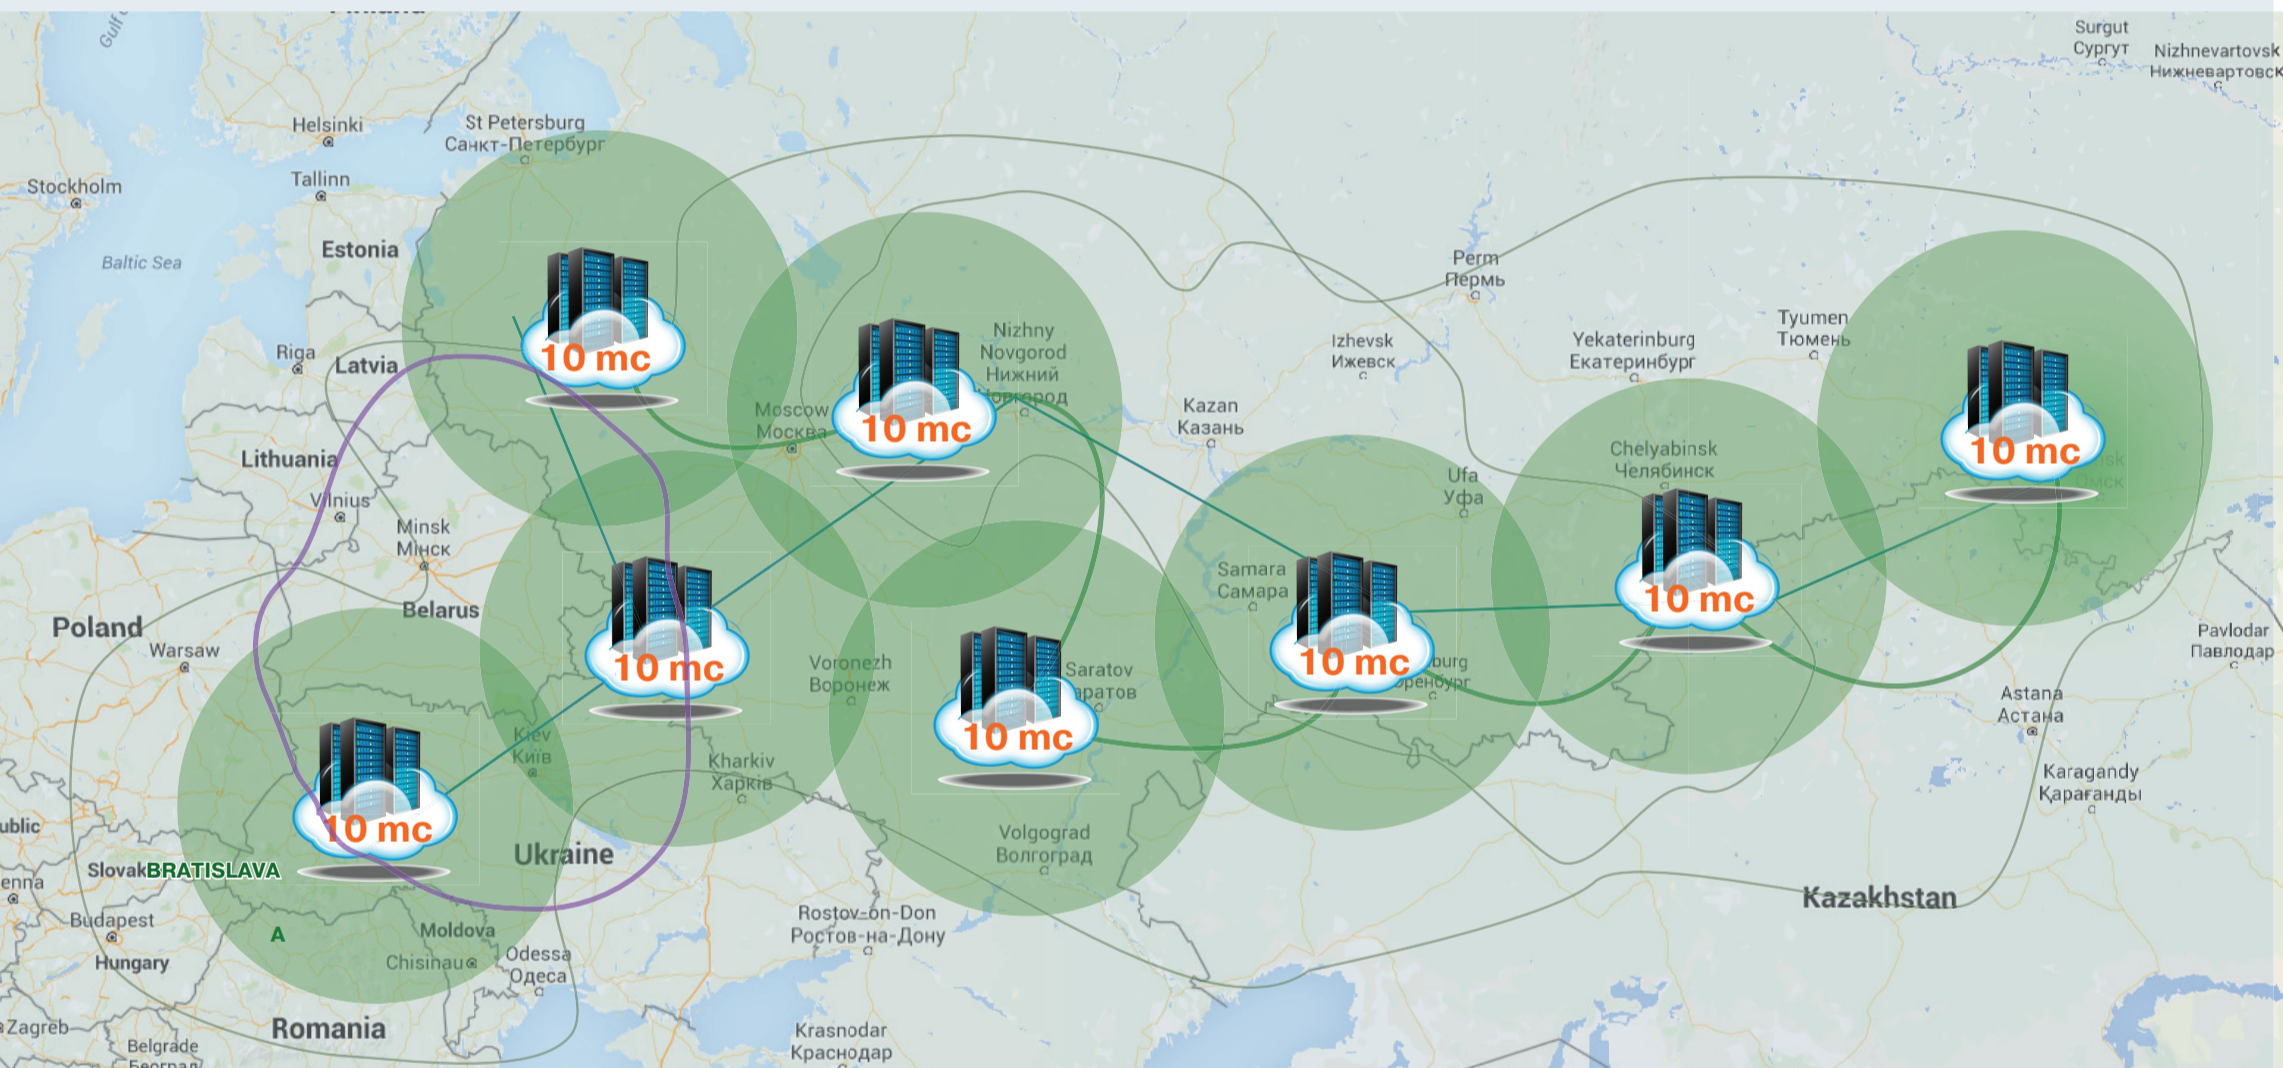 Surgut
Сургут
Nizhnevartovsk
Нижневартовск
Gulf
Helsinki
St Petersburg
Санкт-Петербург
Tallinn
Stockholm
Estonia
Baltic Sea
Perm
Пермь
10 mc
Nizhny
Novgorod
Нижний
Riga
Latvia
Izhevsk
Ижевск
Yekaterinburg
Екатеринбург
Tyumen
Тюмень
Moscow
Москва
10 mc
Kazan
Казань
10 mc
Lithuania
Vilnius
Chelyabinsk
Челябинск
Ufa
Уфа
Minsk
Мінск
Samara
Самара
10 mc
Belarus
Poland
Warsaw
10 mc
Voronezh
Воронеж
Saratov
10 mc
Pavlodar
Павлодар
Astana
Астана
10 mc
Kiev
Київ
Kharkiv
Харків
Karagandy
Қарағанды
10 mc
Volgograd
Волгоград
Ukraine
Slovak BRATISLAVA
Kazakhstan
Budapest
A
Moldova
Rostov-on-Don
Ростов-на-Дону
Hungary
Chisinau
Odessa
Одеса
Zagreb
Romania
Krasnodar
Краснодар
Belgrade
Београд